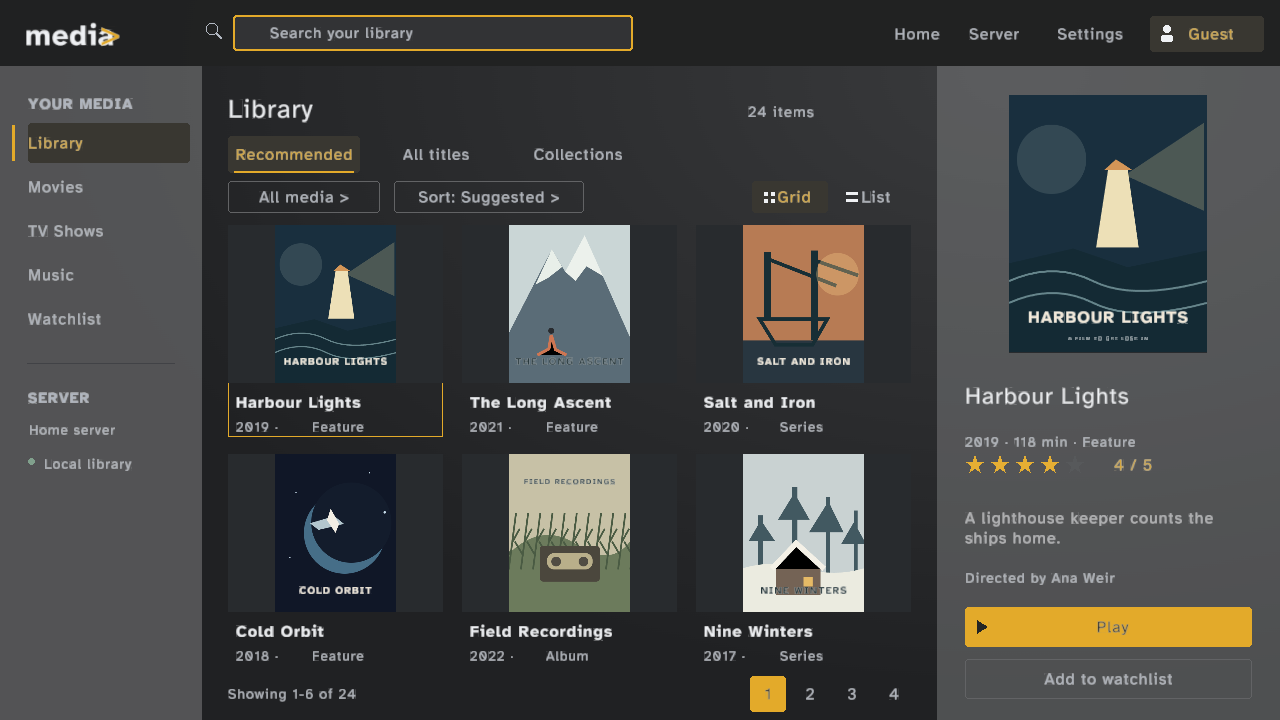 media
Search your library
Home
Server
Settings
Guest
YOUR MEDIA
Library
Movies
TV Shows
Music
Watchlist
SERVER
Home server
Local library
Library
24 items
Recommended
All titles
Collections
All media >
Sort: Suggested >
Grid
List
HARBOUR LIGHTS
Harbour Lights
2019 · Feature
THE LONG ASCENT
The Long Ascent
2021 · Feature
SALT AND IRON
Salt and Iron
2020 · Series
COLD ORBIT
Cold Orbit
2018 · Feature
FIELD RECORDINGS
Field Recordings
2022 · Album
NINE WINTERS
Nine Winters
2017 · Series
Showing 1-6 of 24
1 2 3 4
HARBOUR LIGHTS
Harbour Lights
2019 · 118 min · Feature
4 / 5
A lighthouse keeper counts the
ships home.
Directed by Ana Weir
Play
Add to watchlist